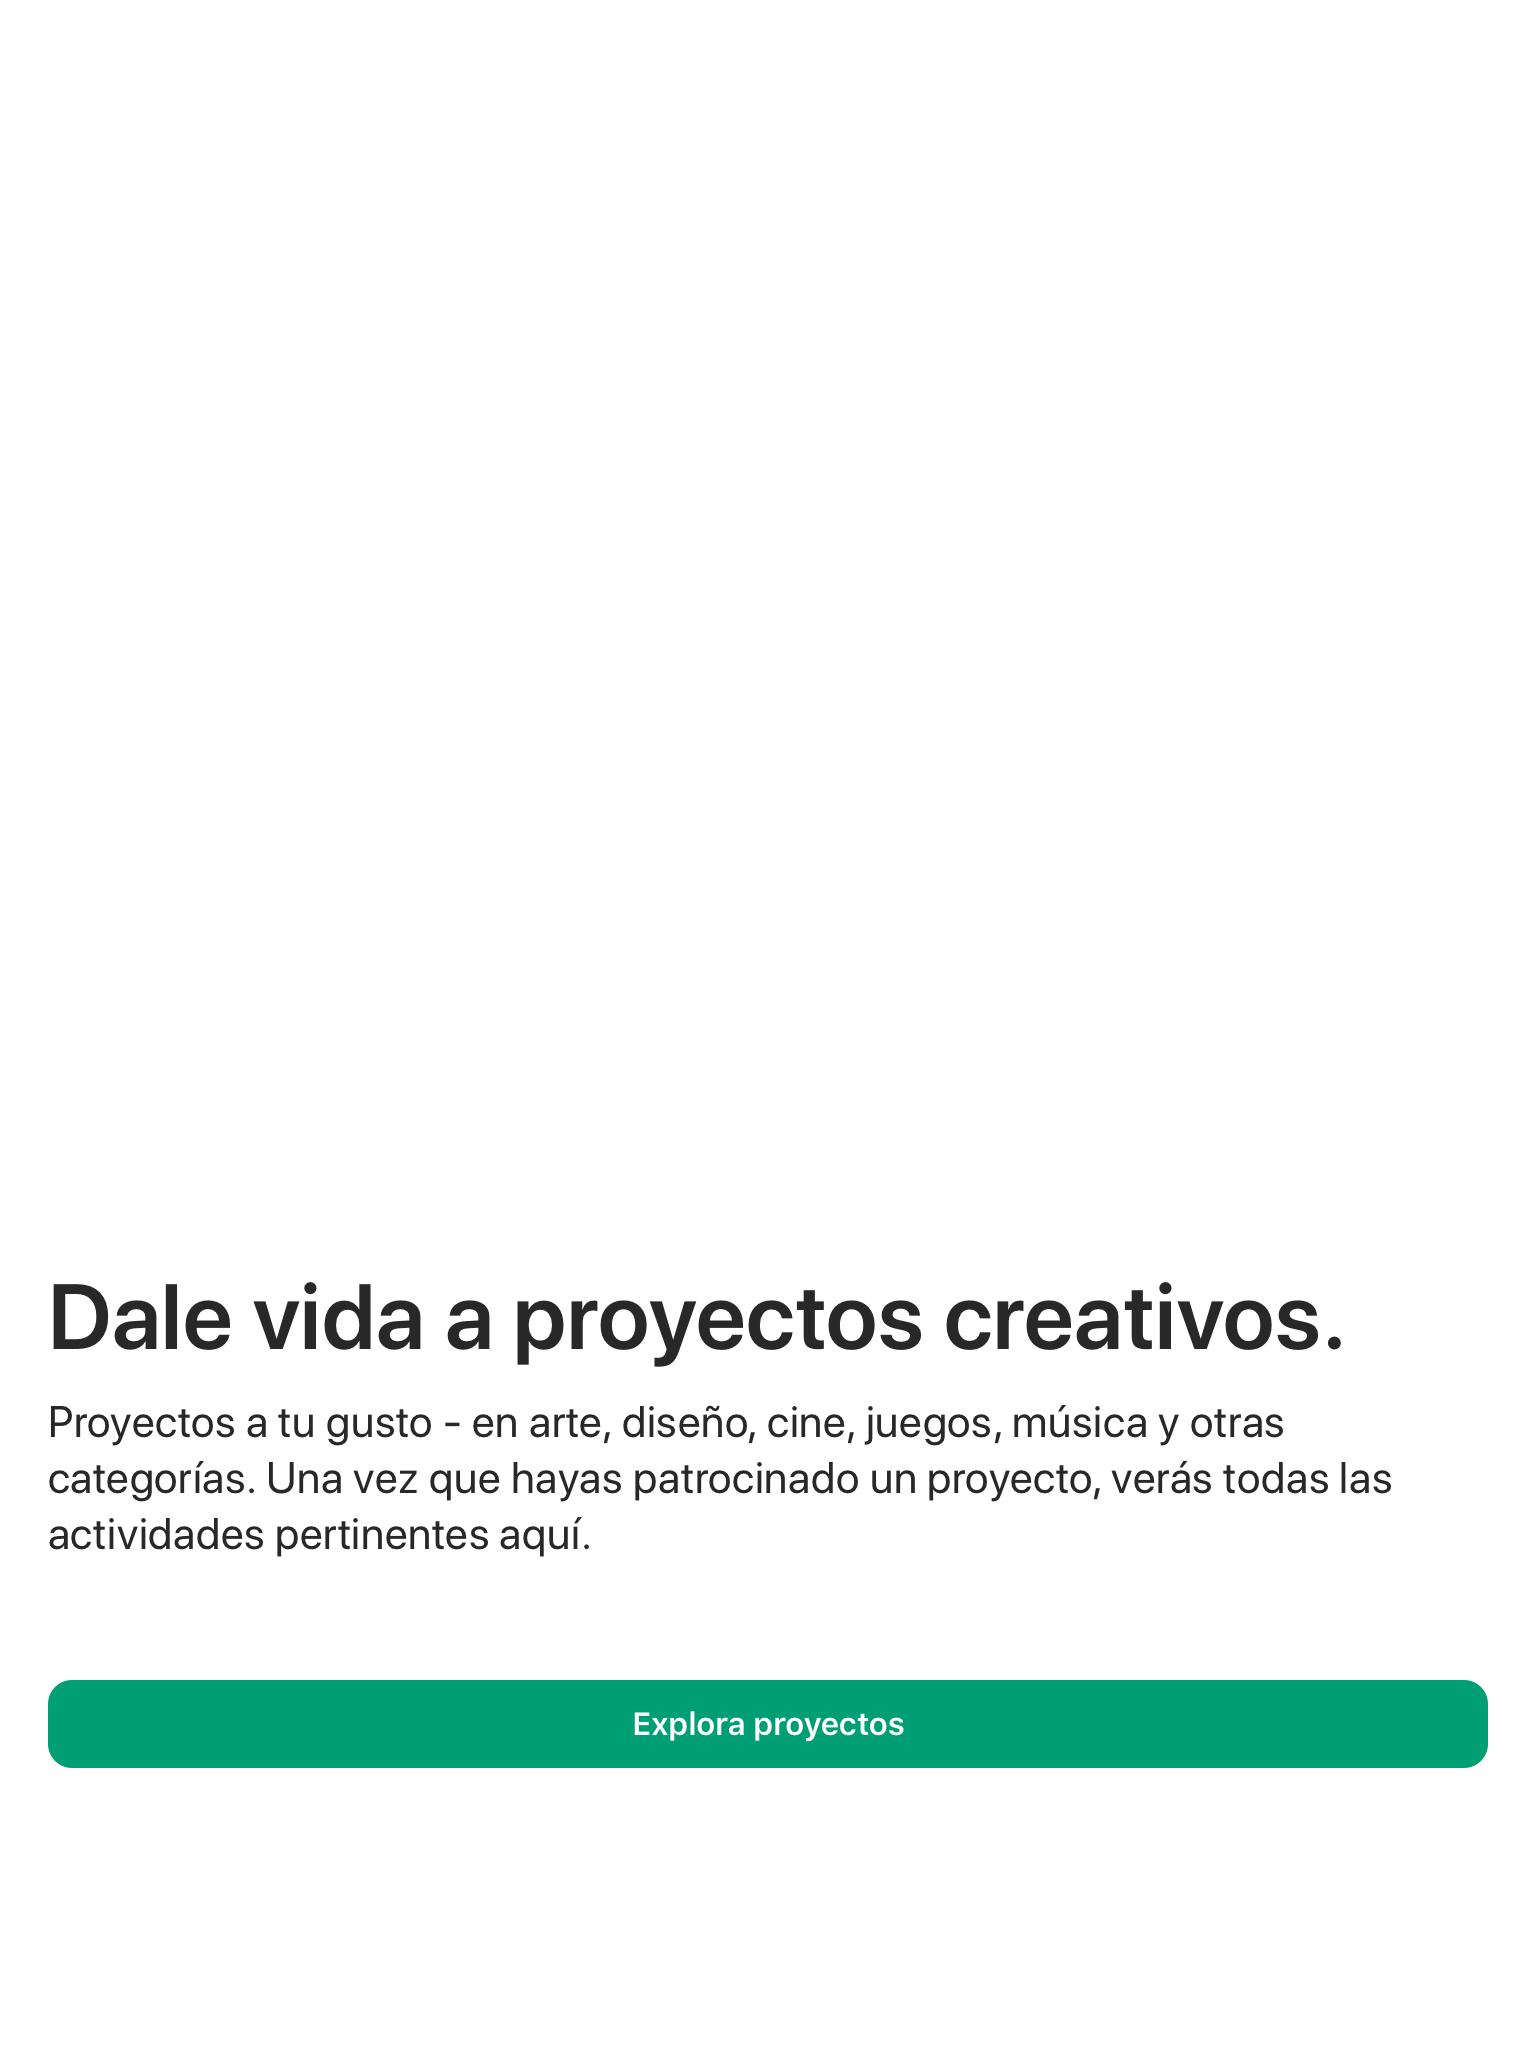 Dale vida a proyectos creativos.
Proyectos a tu gusto - en arte, diseño, cine, juegos, música y otras
categorías. Una vez que hayas patrocinado un proyecto, verás todas las
actividades pertinentes aquí.
Explora proyectos